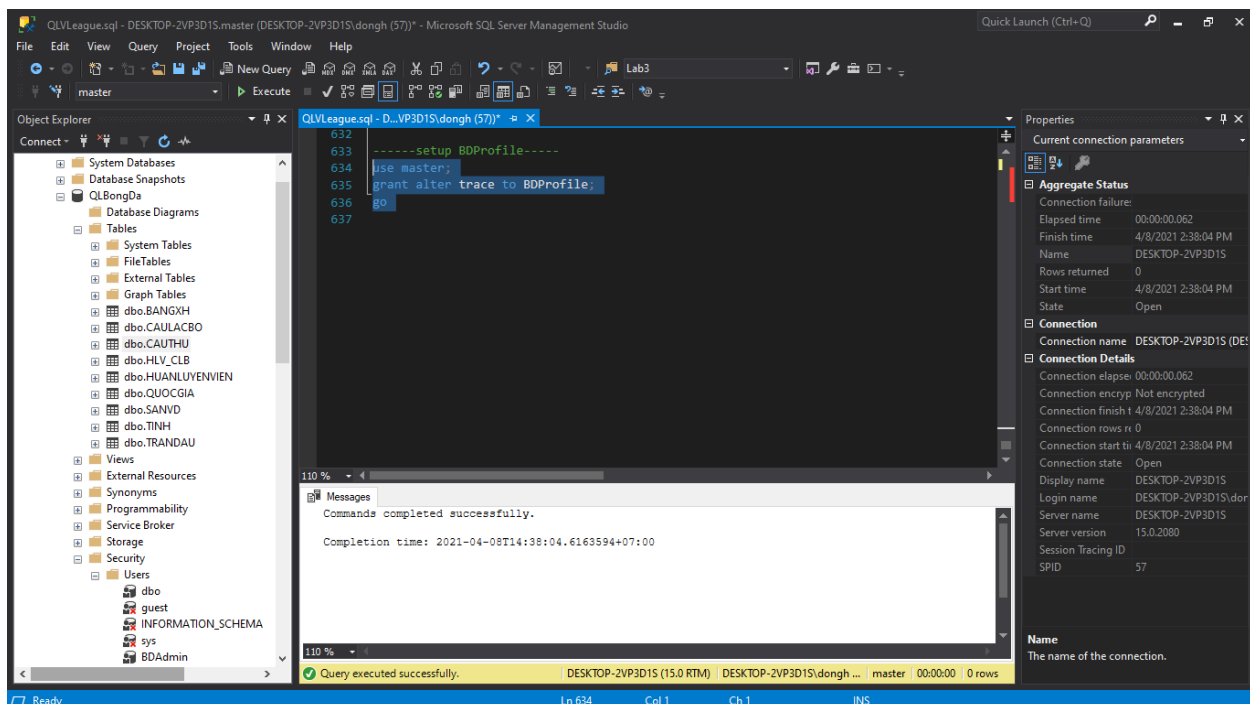 QLVLeague.sql - DESKTOP-2VP3D1S.master (DESKTOP-2VP3D1S\dongh (57))* - Microsoft SQL Server Management Studio
Quick Launch (Ctrl+Q)
File Edit View Query Project Tools Window Help
New Query
MDX DMX XMLA DAX
Lab3
master
Execute
Object Explorer
Connect
System Databases
Database Snapshots
QLBongDa
Database Diagrams
Tables
System Tables
FileTables
External Tables
Graph Tables
dbo.BANGXH
dbo.CAULACBO
dbo.CAUTHU
dbo.HLV_CLB
dbo.HUANLUYENVIEN
dbo.QUOCGIA
dbo.SANVD
dbo.TINH
dbo.TRANDAU
Views
External Resources
Synonyms
Programmability
Service Broker
Storage
Security
Users
dbo
guest
INFORMATION_SCHEMA
sys
BDAdmin
QLVLeague.sql - D...VP3D1S\dongh (57))*
632
633 ------setup BDProfile-----
634 use master;
635 grant alter trace to BDProfile;
636 go
637
110 %
Messages
Commands completed successfully.
Completion time: 2021-04-08T14:38:04.6163594+07:00
110 %
Query executed successfully.
DESKTOP-2VP3D1S (15.0 RTM)
DESKTOP-2VP3D1S\dongh ...
master
00:00:00
0 rows
Properties
Current connection parameters
Aggregate Status
Connection failures
Elapsed time 00:00:00.062
Finish time 4/8/2021 2:38:04 PM
Name DESKTOP-2VP3D1S
Rows returned 0
Start time 4/8/2021 2:38:04 PM
State Open
Connection
Connection name DESKTOP-2VP3D1S (DES
Connection Details
Connection elapse 00:00:00.062
Connection encryp Not encrypted
Connection finish t 4/8/2021 2:38:04 PM
Connection rows re 0
Connection start ti 4/8/2021 2:38:04 PM
Connection state Open
Display name DESKTOP-2VP3D1S
Login name DESKTOP-2VP3D1S\dor
Server name DESKTOP-2VP3D1S
Server version 15.0.2080
Session Tracing ID
SPID 57
Name
The name of the connection.
Ready
Ln 634
Col 1
Ch 1
INS